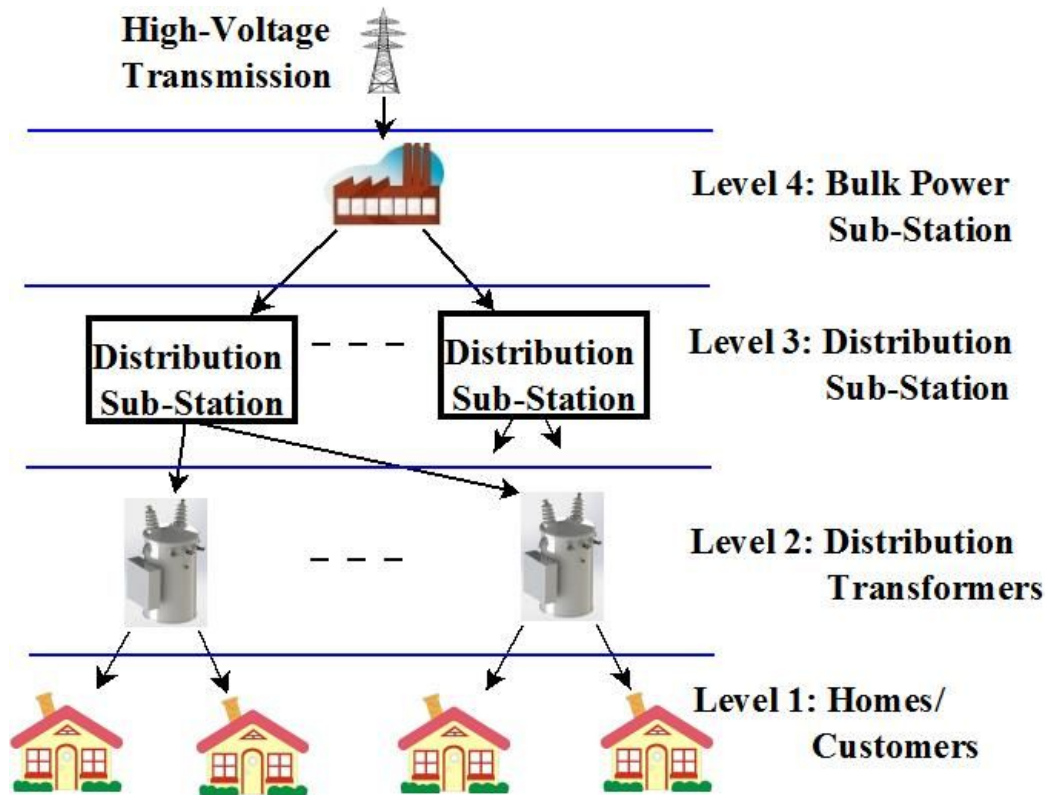 High-Voltage
Transmission
Level 4: Bulk Power
Sub-Station
Distribution
Sub-Station
Distribution
Sub-Station
Level 3: Distribution
Sub-Station
Level 2: Distribution
Transformers
Level 1: Homes/
Customers